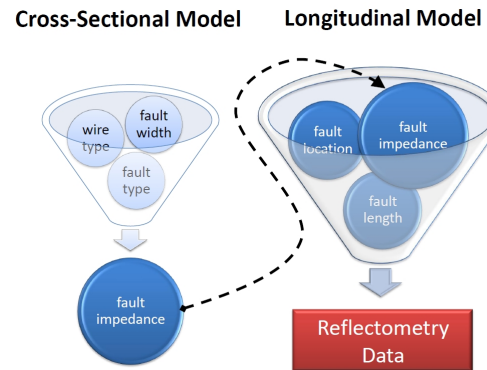 Cross-Sectional Model
wire
type
fault
width
fault
type
fault
impedance
Longitudinal Model
fault
location
fault
impedance
fault
length
Reflectometry
Data